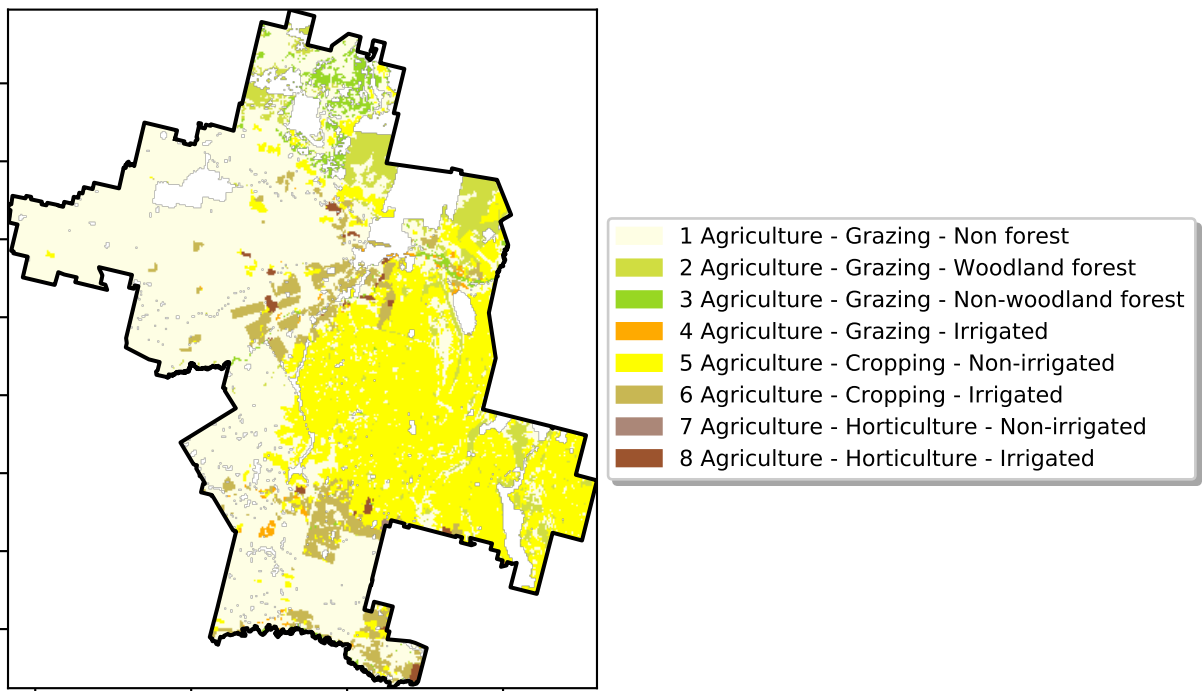 1 Agriculture - Grazing - Non forest
2 Agriculture - Grazing - Woodland forest
3 Agriculture - Grazing - Non-woodland forest
4 Agriculture - Grazing - Irrigated
5 Agriculture - Cropping - Non-irrigated
6 Agriculture - Cropping - Irrigated
7 Agriculture - Horticulture - Non-irrigated
8 Agriculture - Horticulture - Irrigated